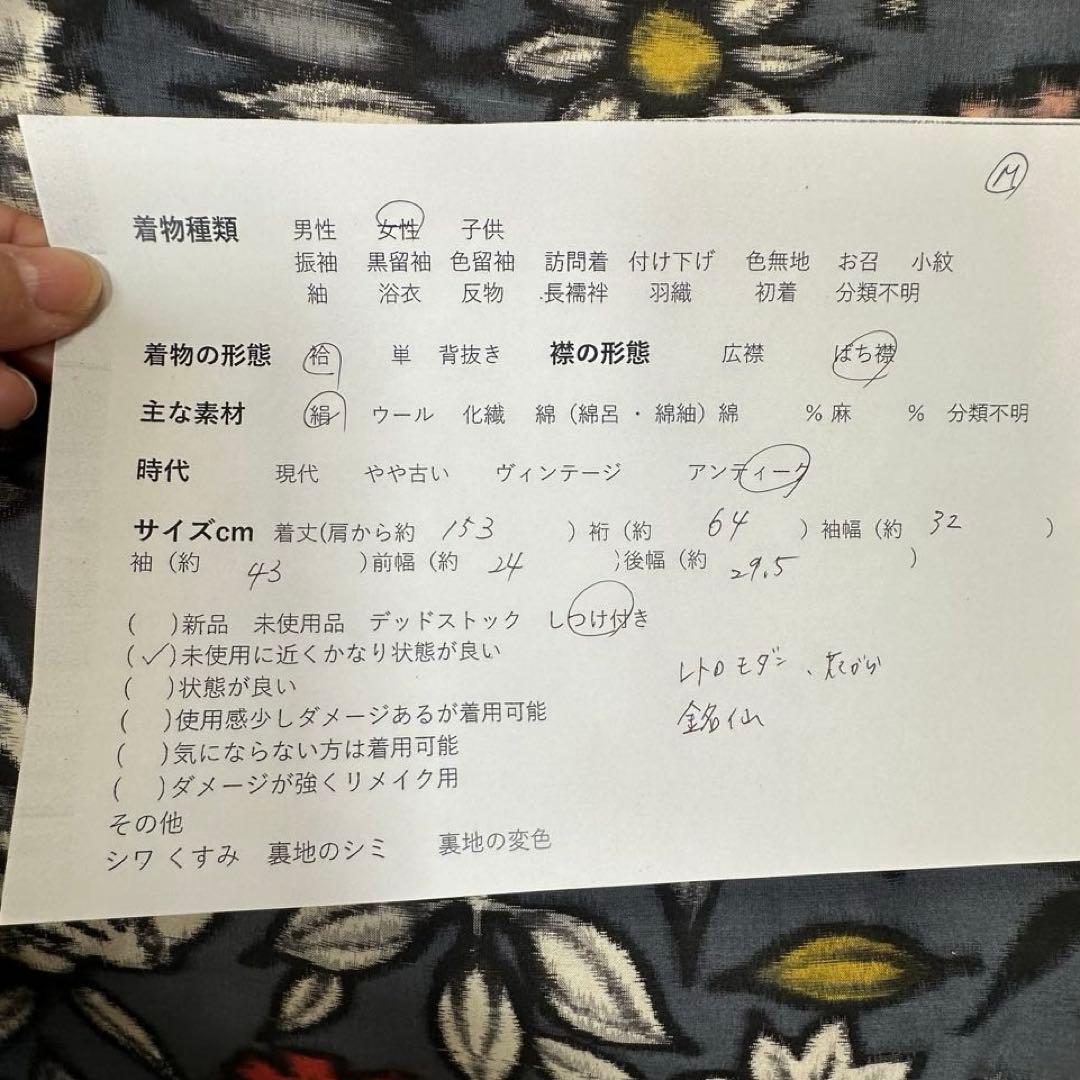 M
着物種類 男性 女性 子供
振袖 黒留袖 色留袖 訪問着 付け下げ 色無地 お召 小紋
紬 浴衣 反物 長襦袢 羽織 初着 分類不明
着物の形態 袷 単 背抜き 襟の形態 広襟 ばち襟
主な素材 絹 ウール 化繊 綿（綿呂・綿紬）綿 %麻 % 分類不明
時代 現代 やや古い ヴィンテージ アンティーク
サイズcm 着丈(肩から約 153 ）裄（約 64 ）袖幅（約 32 ）
袖（約 43 ）前幅（約 24 ）後幅（約 29.5 ）
( )新品 未使用品 デッドストック しつけ付き
(✓)未使用に近くかなり状態が良い
( )状態が良い
( )使用感少しダメージあるが着用可能
( )気にならない方は着用可能
( )ダメージが強くリメイク用
その他
シワ くすみ 裏地のシミ 裏地の変色
レトロモダン、花がら
銘仙